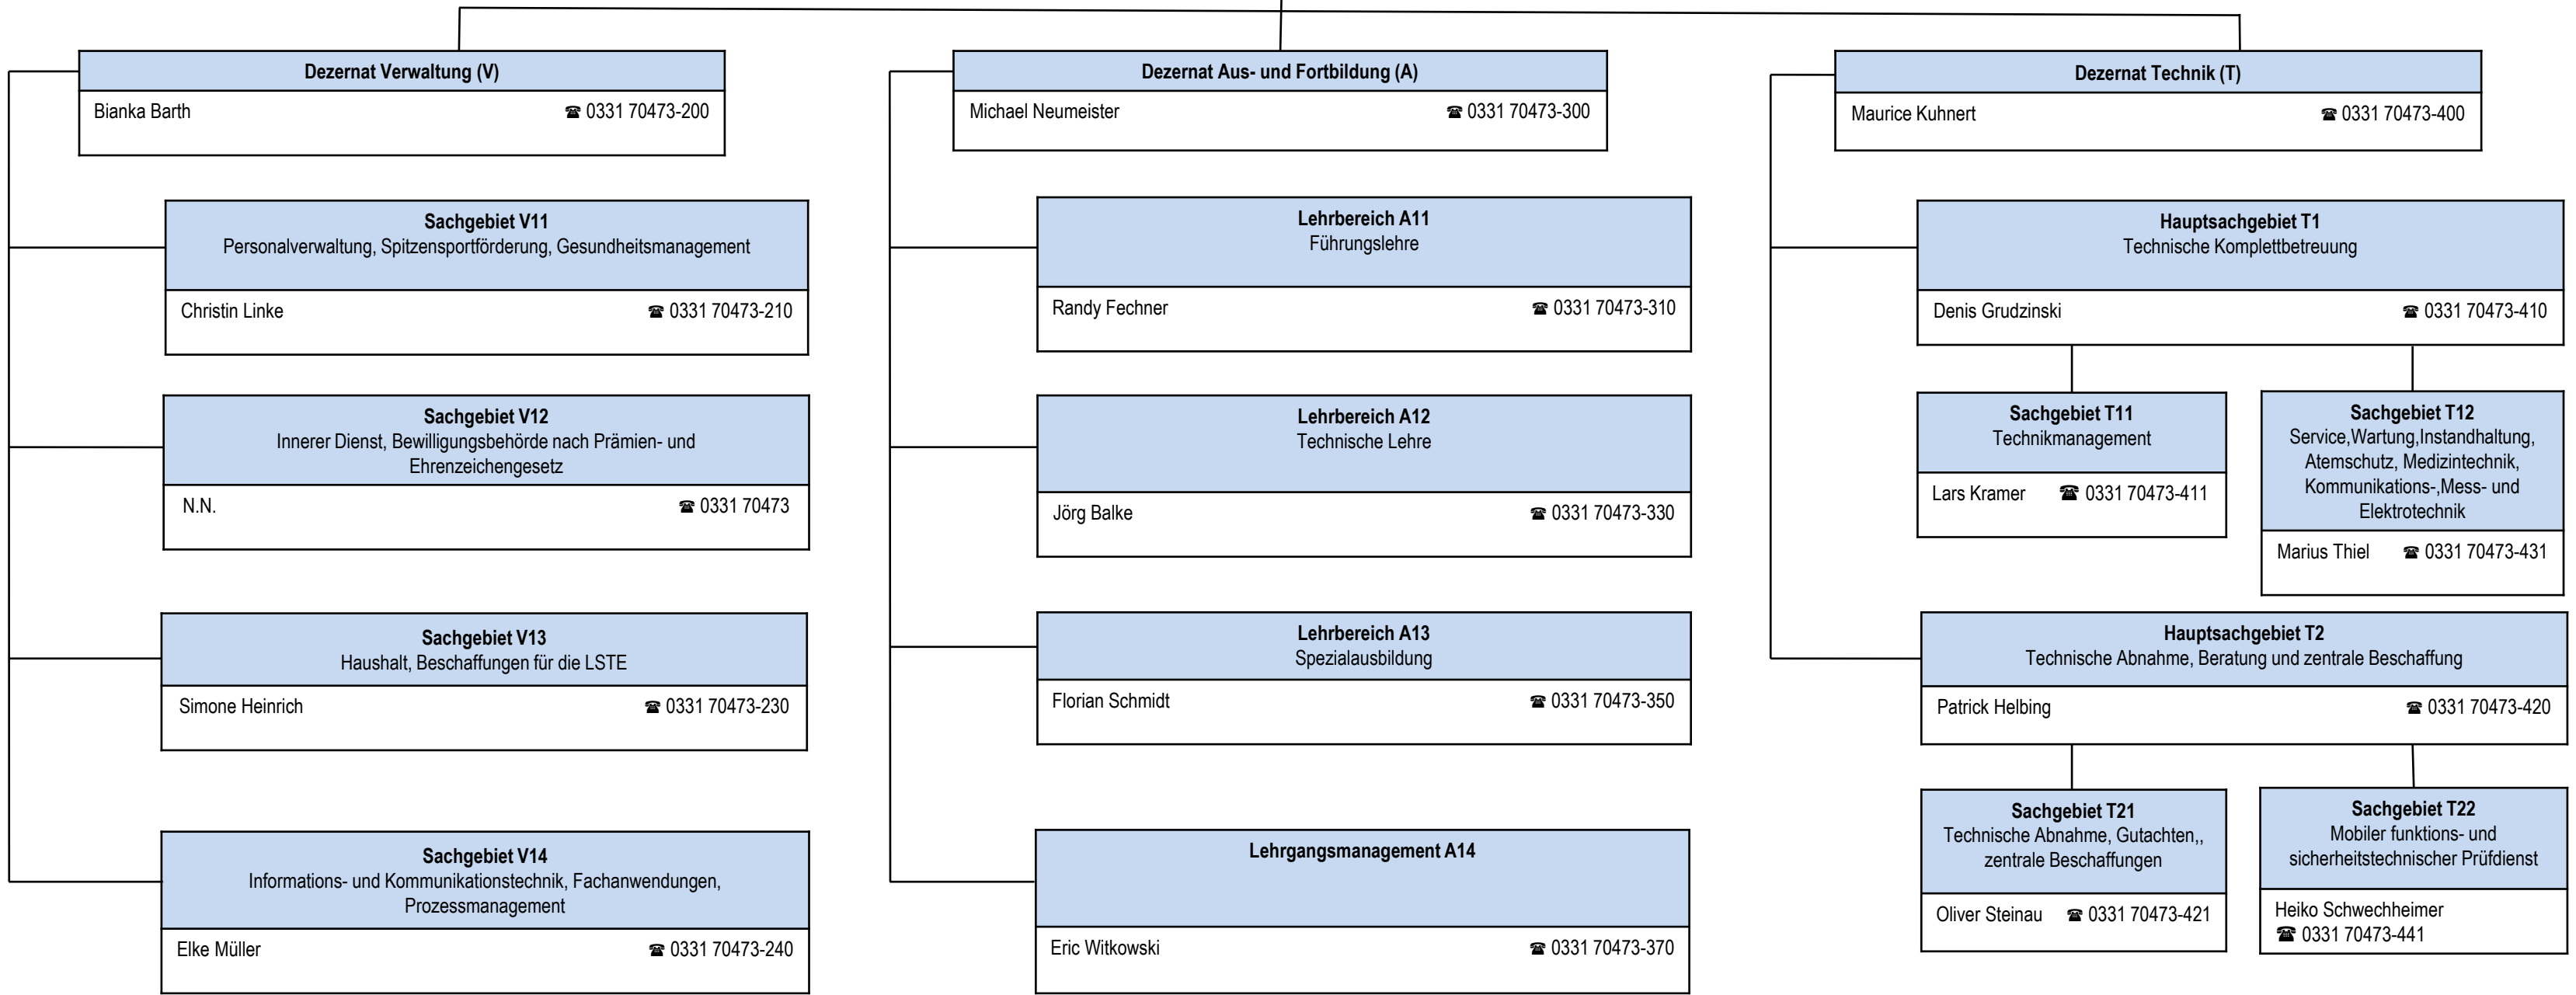 Dezernat Verwaltung (V)
Bianka Barth ☎ 0331 70473-200
Sachgebiet V11
Personalverwaltung, Spitzensportförderung, Gesundheitsmanagement
Christin Linke ☎ 0331 70473-210
Sachgebiet V12
Innerer Dienst, Bewilligungsbehörde nach Prämien- und
Ehrenzeichengesetz
N.N. ☎ 0331 70473
Sachgebiet V13
Haushalt, Beschaffungen für die LSTE
Simone Heinrich ☎ 0331 70473-230
Sachgebiet V14
Informations- und Kommunikationstechnik, Fachanwendungen,
Prozessmanagement
Elke Müller ☎ 0331 70473-240
Dezernat Aus- und Fortbildung (A)
Michael Neumeister ☎ 0331 70473-300
Lehrbereich A11
Führungslehre
Randy Fechner ☎ 0331 70473-310
Lehrbereich A12
Technische Lehre
Jörg Balke ☎ 0331 70473-330
Lehrbereich A13
Spezialausbildung
Florian Schmidt ☎ 0331 70473-350
Lehrgangsmanagement A14
Eric Witkowski ☎ 0331 70473-370
Dezernat Technik (T)
Maurice Kuhnert ☎ 0331 70473-400
Hauptsachgebiet T1
Technische Komplettbetreuung
Denis Grudzinski ☎ 0331 70473-410
Sachgebiet T11
Technikmanagement
Lars Kramer ☎ 0331 70473-411
Sachgebiet T12
Service,Wartung,Instandhaltung,
Atemschutz, Medizintechnik,
Kommunikations-,Mess- und
Elektrotechnik
Marius Thiel ☎ 0331 70473-431
Hauptsachgebiet T2
Technische Abnahme, Beratung und zentrale Beschaffung
Patrick Helbing ☎ 0331 70473-420
Sachgebiet T21
Technische Abnahme, Gutachten,,
zentrale Beschaffungen
Oliver Steinau ☎ 0331 70473-421
Sachgebiet T22
Mobiler funktions- und
sicherheitstechnischer Prüfdienst
Heiko Schwechheimer
☎ 0331 70473-441